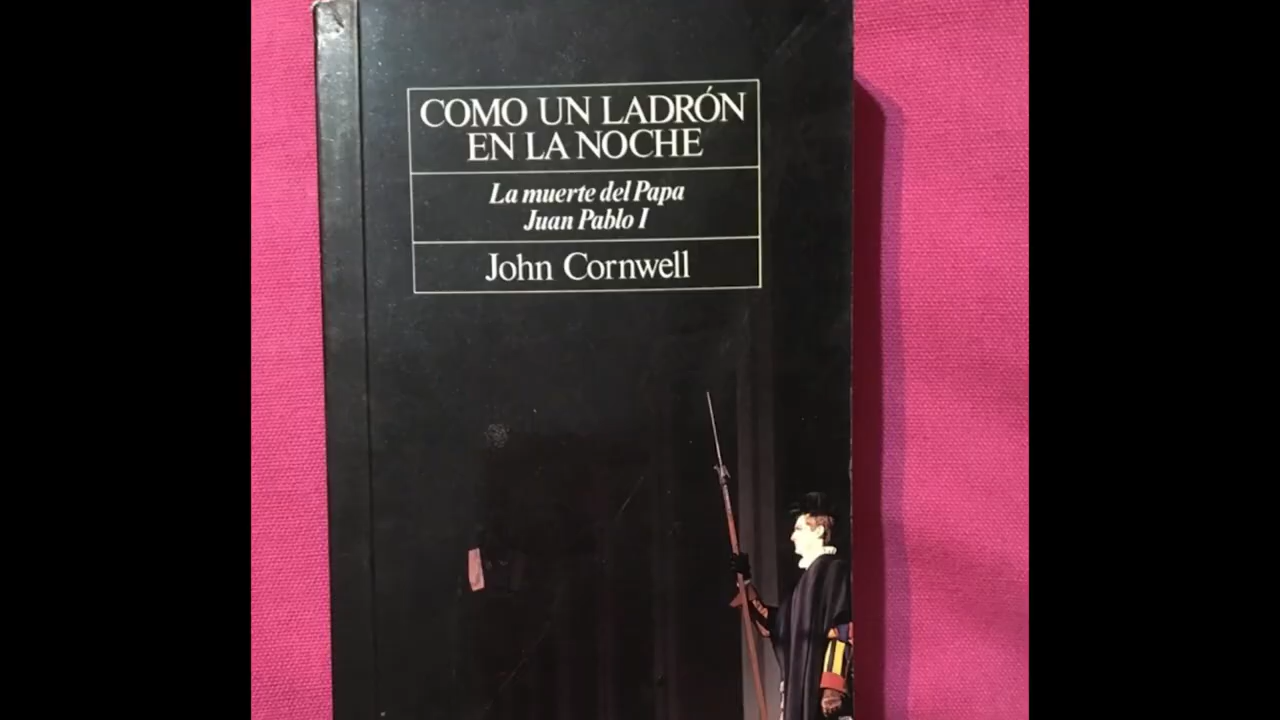 COMO UN LADRÓN
EN LA NOCHE
La muerte del Papa
Juan Pablo I
John Cornwell